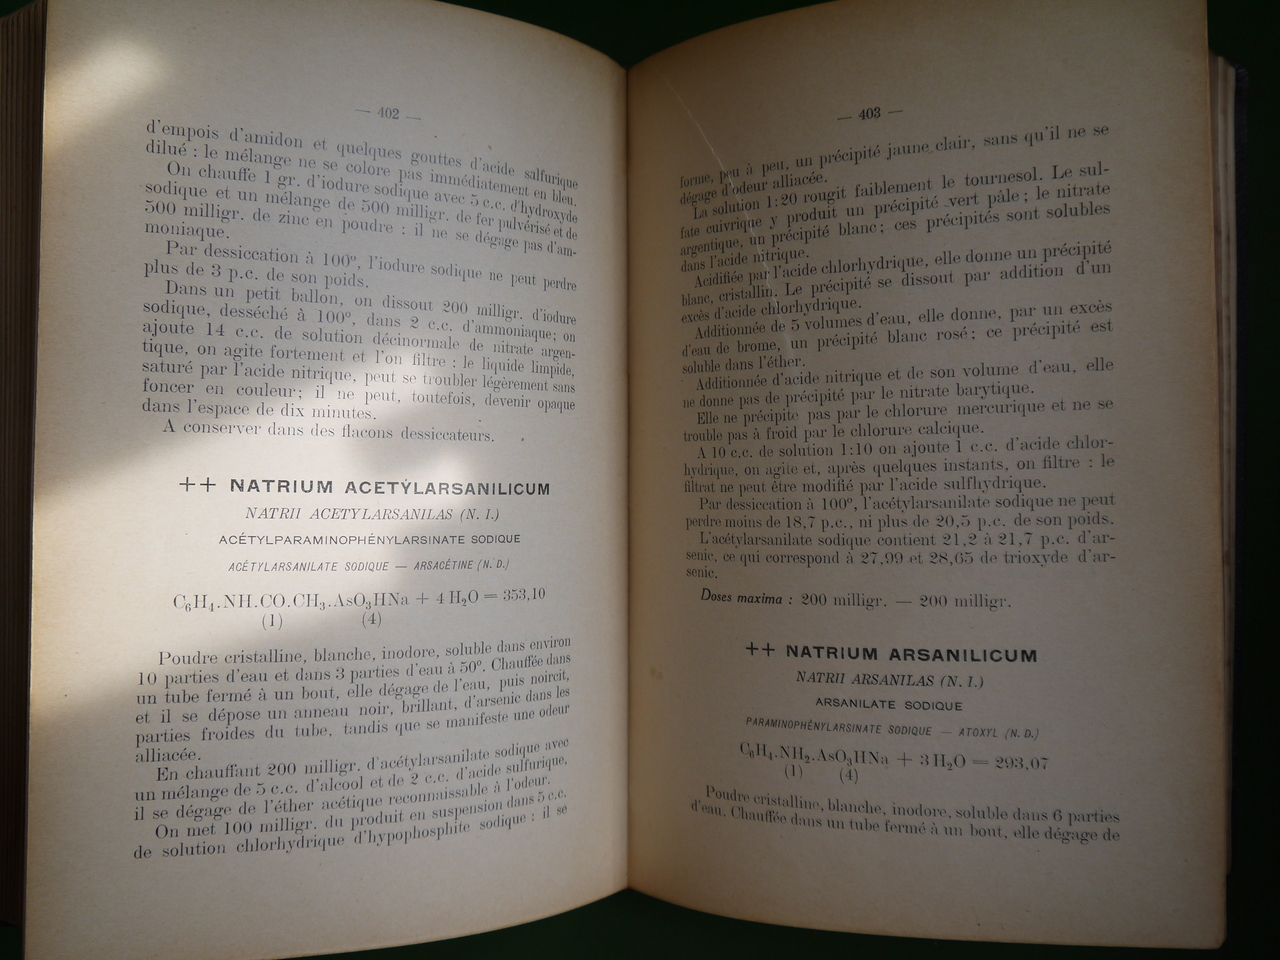 — 402 —
d'empois d'amidon et quelques gouttes d'acide sulfurique
dilué : le mélange ne se colore pas immédiatement en bleu.
On chauffe 1 gr. d'iodure sodique avec 5 c.c. d'hydroxyde
sodique et un mélange de 500 milligr. de fer pulvérisé et de
500 milligr. de zinc en poudre : il ne se dégage pas d'am-
moniaque.
Par dessiccation à 100°, l'iodure sodique ne peut perdre
plus de 3 p.c. de son poids.
Dans un petit ballon, on dissout 200 milligr. d'iodure
sodique, desséché à 100°, dans 2 c.c. d'ammoniaque; on
ajoute 14 c.c. de solution décinormale de nitrate argen-
tique, on agite fortement et l'on filtre : le liquide limpide,
saturé par l'acide nitrique, peut se troubler légèrement sans
foncer en couleur; il ne peut, toutefois, devenir opaque
dans l'espace de dix minutes.
A conserver dans des flacons dessiccateurs.
++ NATRIUM ACETYLARSANILICUM
NATRII ACETYLARSANILAS (N. I.)
ACÉTYLPARAMINOPHÉNYLARSINATE SODIQUE
ACÉTYLARSANILATE SODIQUE — ARSACÉTINE (N. D.)
C₆H₄.NH.CO.CH₃.AsO₃HNa + 4 H₂O = 353,10
(1) (4)
Poudre cristalline, blanche, inodore, soluble dans environ
10 parties d'eau et dans 3 parties d'eau à 50°. Chauffée dans
un tube fermé à un bout, elle dégage de l'eau, puis noircit,
et il se dépose un anneau noir, brillant, d'arsenic dans les
parties froides du tube, tandis que se manifeste une odeur
alliacée.
En chauffant 200 milligr. d'acétylarsanilate sodique avec
un mélange de 5 c.c. d'alcool et de 2 c.c. d'acide sulfurique,
il se dégage de l'éther acétique reconnaissable à l'odeur.
On met 100 milligr. du produit en suspension dans 5 c.c.
de solution chlorhydrique d'hypophosphite sodique : il se
— 403 —
forme, peu à peu, un précipité jaune clair, sans qu'il ne se
dégage d'odeur alliacée.
La solution 1:20 rougit faiblement le tournesol. Le sul-
fate cuivrique y produit un précipité vert pâle; le nitrate
argentique, un précipité blanc; ces précipités sont solubles
dans l'acide nitrique.
Acidifiée par l'acide chlorhydrique, elle donne un précipité
blanc, cristallin. Le précipité se dissout par addition d'un
excès d'acide chlorhydrique.
Additionnée de 5 volumes d'eau, elle donne, par un excès
d'eau de brome, un précipité blanc rosé; ce précipité est
soluble dans l'éther.
Additionnée d'acide nitrique et de son volume d'eau, elle
ne donne pas de précipité par le nitrate barytique.
Elle ne précipite pas par le chlorure mercurique et ne se
trouble pas à froid par le chlorure calcique.
A 10 c.c. de solution 1:10 on ajoute 1 c.c. d'acide chlor-
hydrique, on agite et, après quelques instants, on filtre : le
filtrat ne peut être modifié par l'acide sulfhydrique.
Par dessiccation à 100°, l'acétylarsanilate sodique ne peut
perdre moins de 18,7 p.c., ni plus de 20,5 p.c. de son poids.
L'acétylarsanilate sodique contient 21,2 à 21,7 p.c. d'ar-
senic, ce qui correspond à 27,99 et 28,65 de trioxyde d'ar-
senic.
Doses maxima : 200 milligr. — 200 milligr.
++ NATRIUM ARSANILICUM
NATRII ARSANILAS (N. I.)
ARSANILATE SODIQUE
PARAMINOPHÉNYLARSINATE SODIQUE — ATOXYL (N. D.)
C₆H₄.NH₂.AsO₃HNa + 3 H₂O = 293,07
(1) (4)
Poudre cristalline, blanche, inodore, soluble dans 6 parties
d'eau. Chauffée dans un tube fermé à un bout, elle dégage de